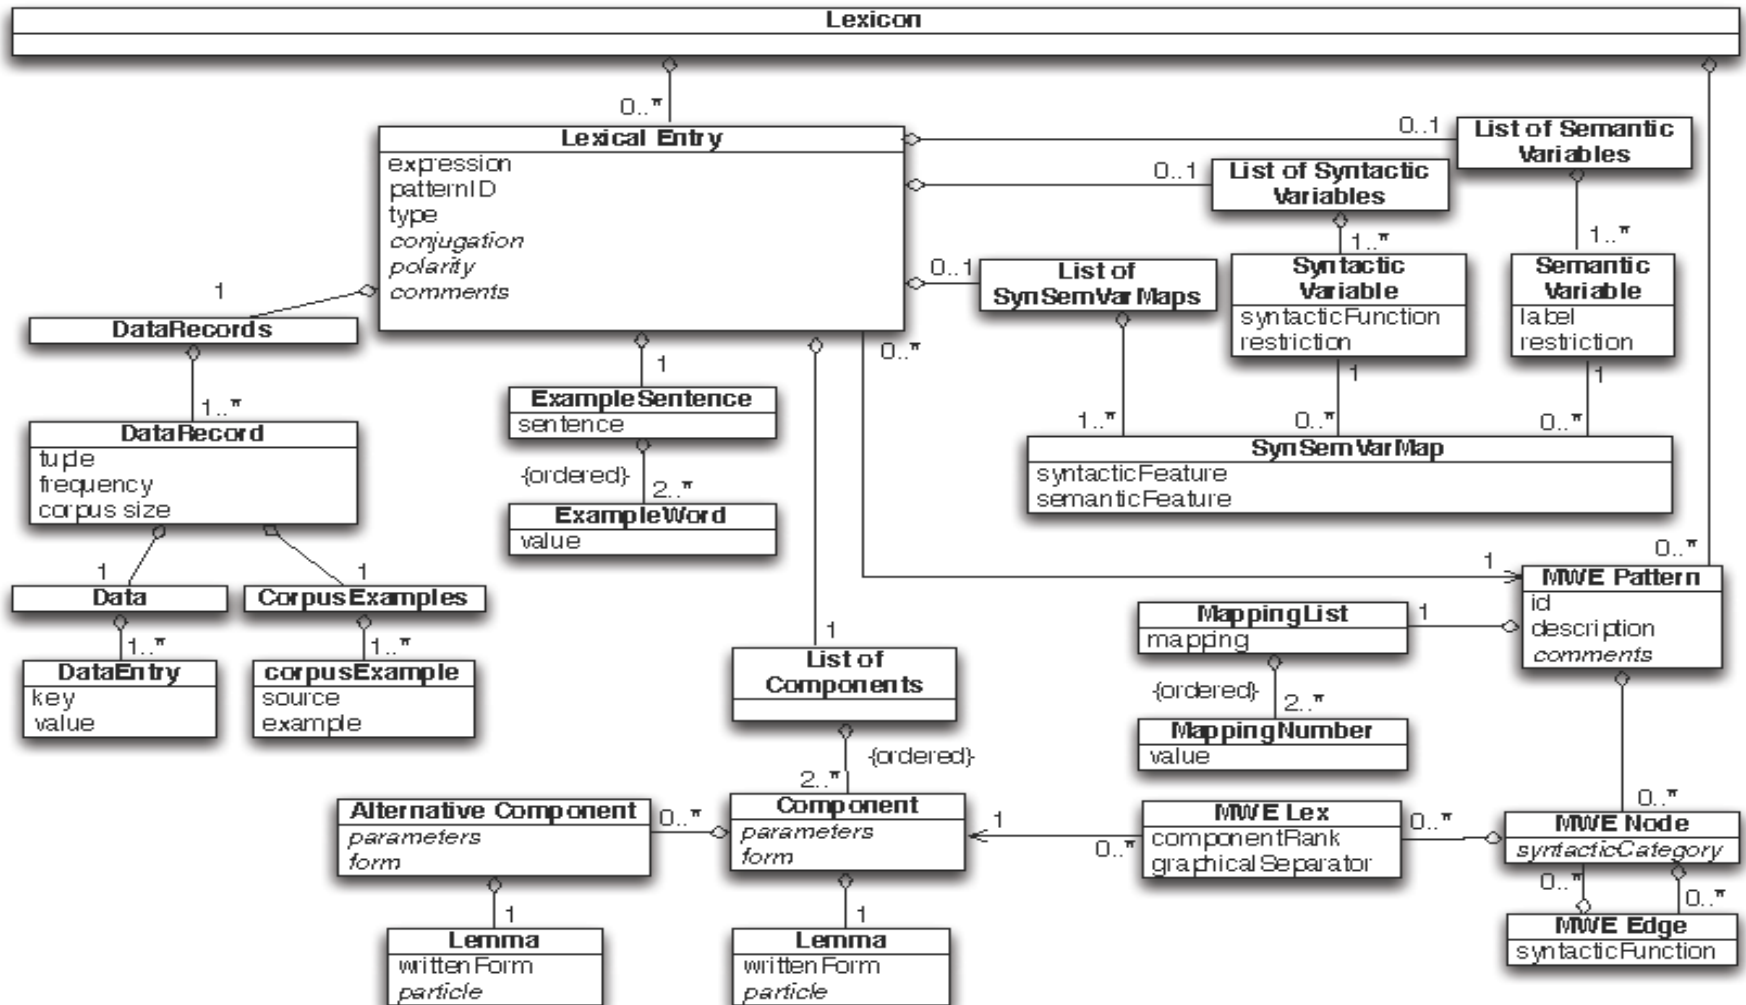 Lexicon
0..*
Lexical Entry
expression
patternID
type
conjugation
polarity
comments
0..1
List of Semantic
Variables
0..1
List of Syntactic
Variables
1..*
1..*
0..1
List of
SynSemVarMaps
Syntactic
Variable
syntacticFunction
restriction
Semantic
Variable
label
restriction
1
DataRecords
1..*
DataRecord
tuple
frequency
corpus size
1
ExampleSentence
sentence
{ordered}
2..*
ExampleWord
value
0..*
1
1
1..*
0..*
0..*
SynSemVarMap
syntacticFeature
semanticFeature
1
1
Data
CorpusExamples
1..*
1..*
DataEntry
key
value
corpusExample
source
example
1
0..*
MWE Pattern
id
description
comments
1
MappingList
mapping
{ordered}
2..*
MappingNumber
value
1
List of
Components
{ordered}
2..*
Alternative Component
parameters
form
0..*
Component
parameters
form
1
0..*
MWE Lex
componentRank
graphicalSeparator
0..*
0..*
MWE Node
syntacticCategory
0..*
0..*
MWE Edge
syntacticFunction
1
Lemma
writtenForm
particle
1
Lemma
writtenForm
particle